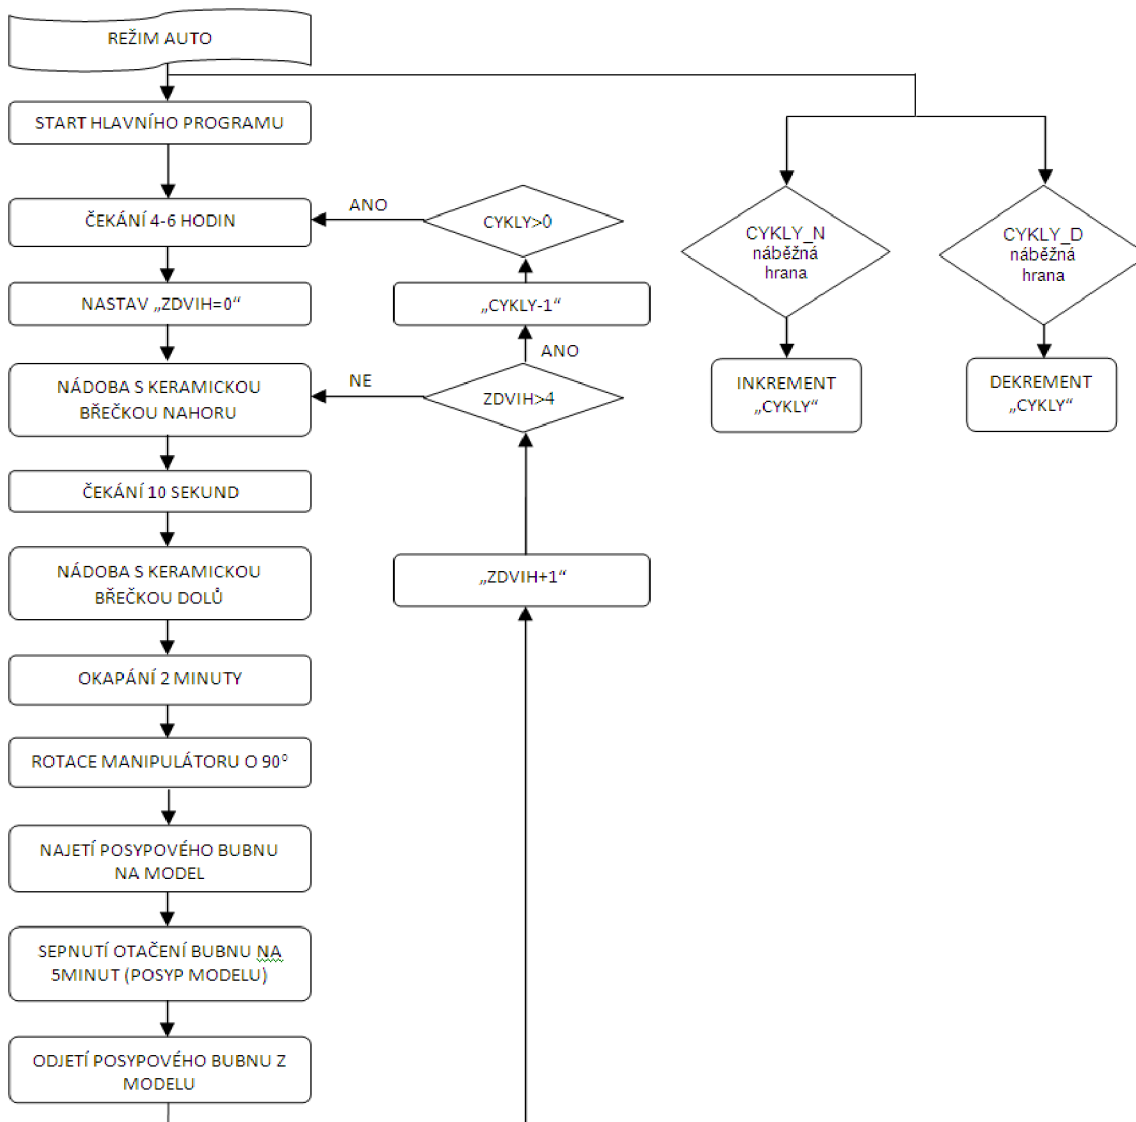 REŽIM AUTO
START HLAVNÍHO PROGRAMU
ČEKÁNÍ 4-6 HODIN
NASTAV „ZDVIH=0“
NÁDOBA S KERAMICKOU
BŘEČKOU NAHORU
ČEKÁNÍ 10 SEKUND
NÁDOBA S KERAMICKOU
BŘEČKOU DOLŮ
OKAPÁNÍ 2 MINUTY
ROTACE MANIPULÁTORU O 90°
NAJETÍ POSYPOVÉHO BUBNU
NA MODEL
SEPNUTÍ OTAČENÍ BUBNU NA
5MINUT (POSYP MODELU)
ODJETÍ POSYPOVÉHO BUBNU Z
MODELU
ANO
CYKLY>0
„CYKLY-1“
ANO
NE
ZDVIH>4
„ZDVIH+1“
CYKLY_N
náběžná
hrana
INKREMENT
„CYKLY“
CYKLY_D
náběžná
hrana
DEKREMENT
„CYKLY“